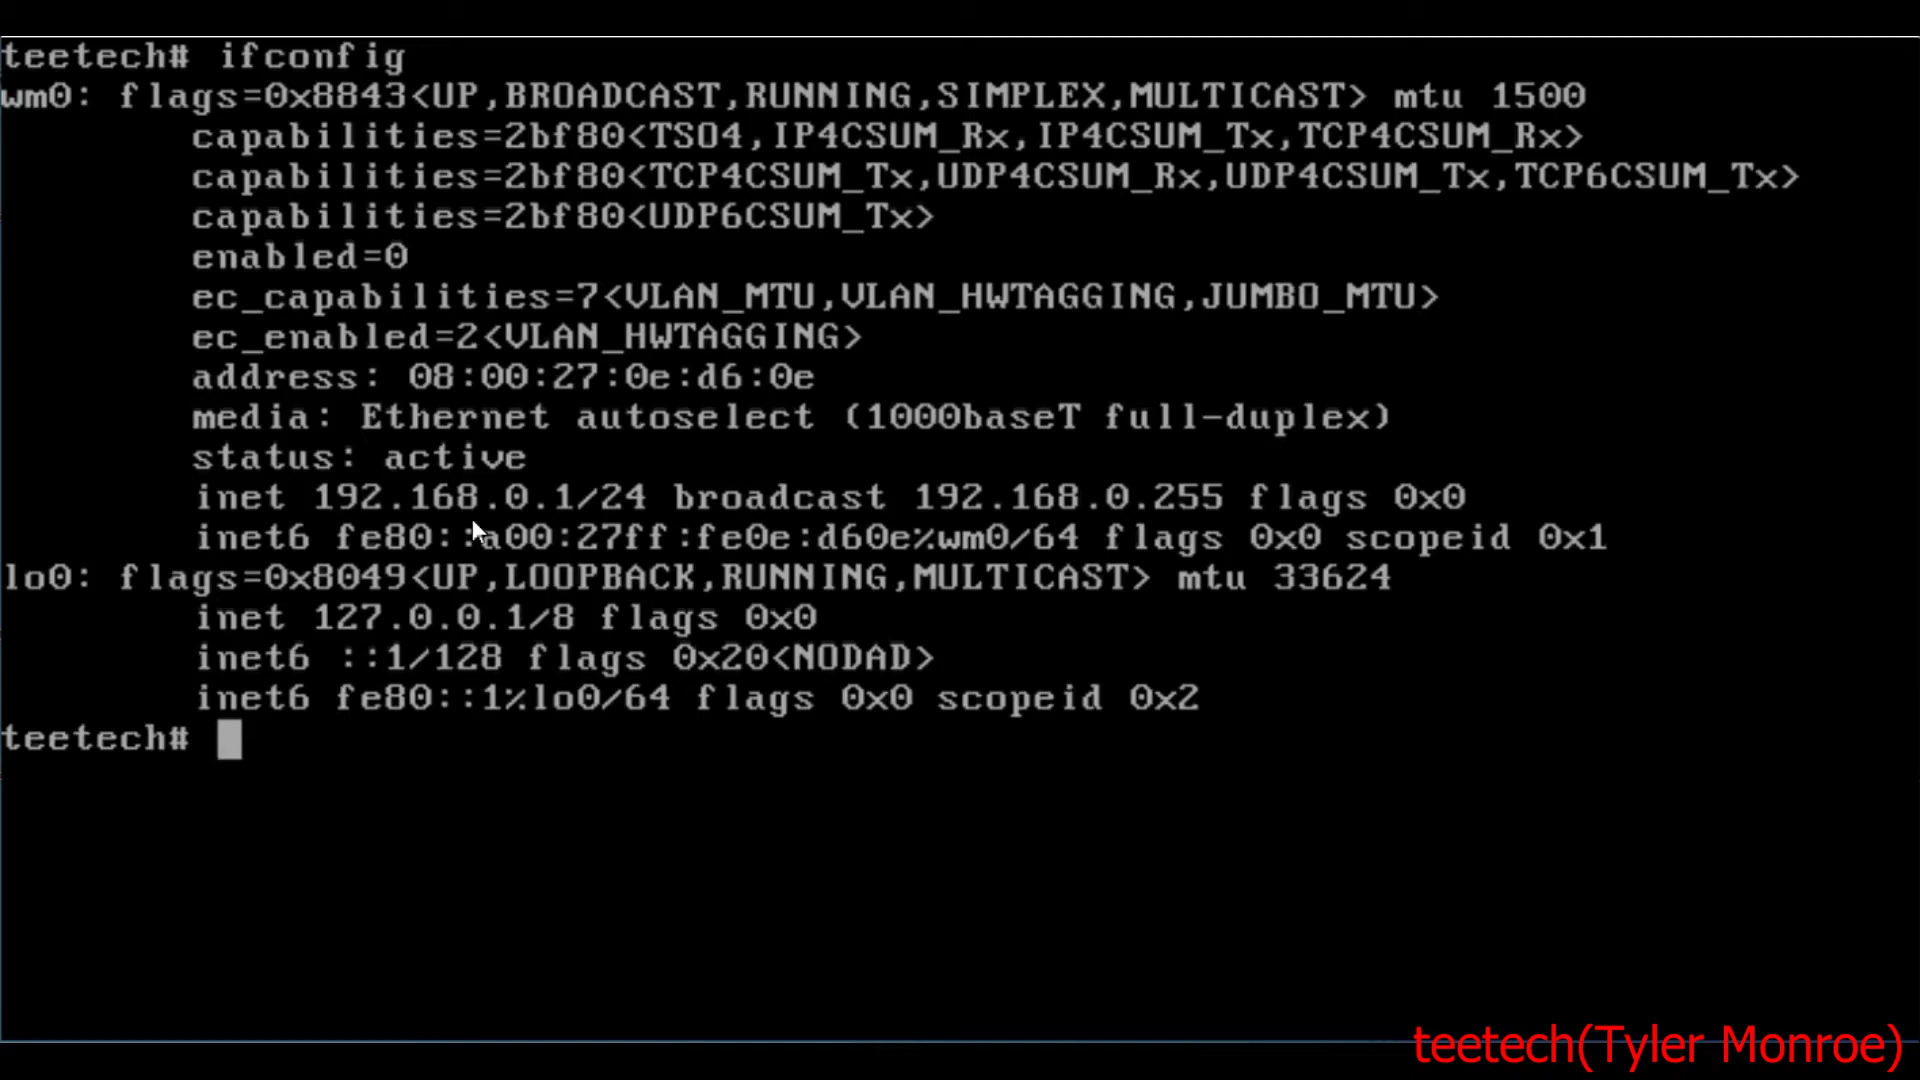 teetech# ifconfig
wm0: flags=0x8843<UP,BROADCAST,RUNNING,SIMPLEX,MULTICAST> mtu 1500
capabilities=2bf80<TSO4,IP4CSUM_Rx,IP4CSUM_Tx,TCP4CSUM_Rx>
capabilities=2bf80<TCP4CSUM_Tx,UDP4CSUM_Rx,UDP4CSUM_Tx,TCP6CSUM_Tx>
capabilities=2bf80<UDP6CSUM_Tx>
enabled=0
ec_capabilities=7<VLAN_MTU,VLAN_HWTAGGING,JUMBO_MTU>
ec_enabled=2<VLAN_HWTAGGING>
address: 08:00:27:0e:d6:0e
media: Ethernet autoselect (1000baseT full-duplex)
status: active
inet 192.168.0.1/24 broadcast 192.168.0.255 flags 0x0
inet6 fe80::a00:27ff:fe0e:d60e%wm0/64 flags 0x0 scopeid 0x1
lo0: flags=0x8049<UP,LOOPBACK,RUNNING,MULTICAST> mtu 33624
inet 127.0.0.1/8 flags 0x0
inet6 ::1/128 flags 0x20<NODAD>
inet6 fe80::1%lo0/64 flags 0x0 scopeid 0x2
teetech#
teetech(Tyler Monroe)